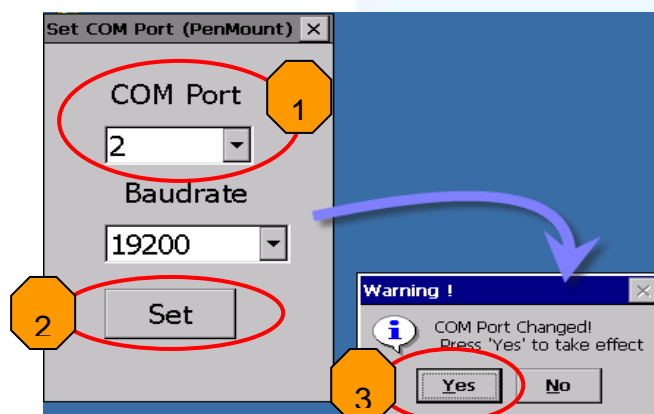 Set COM Port (PenMount)
COM Port
1
2
Baudrate
19200
2
Set
Warning !
COM Port Changed!
Press 'Yes' to take effect
3
Yes
No